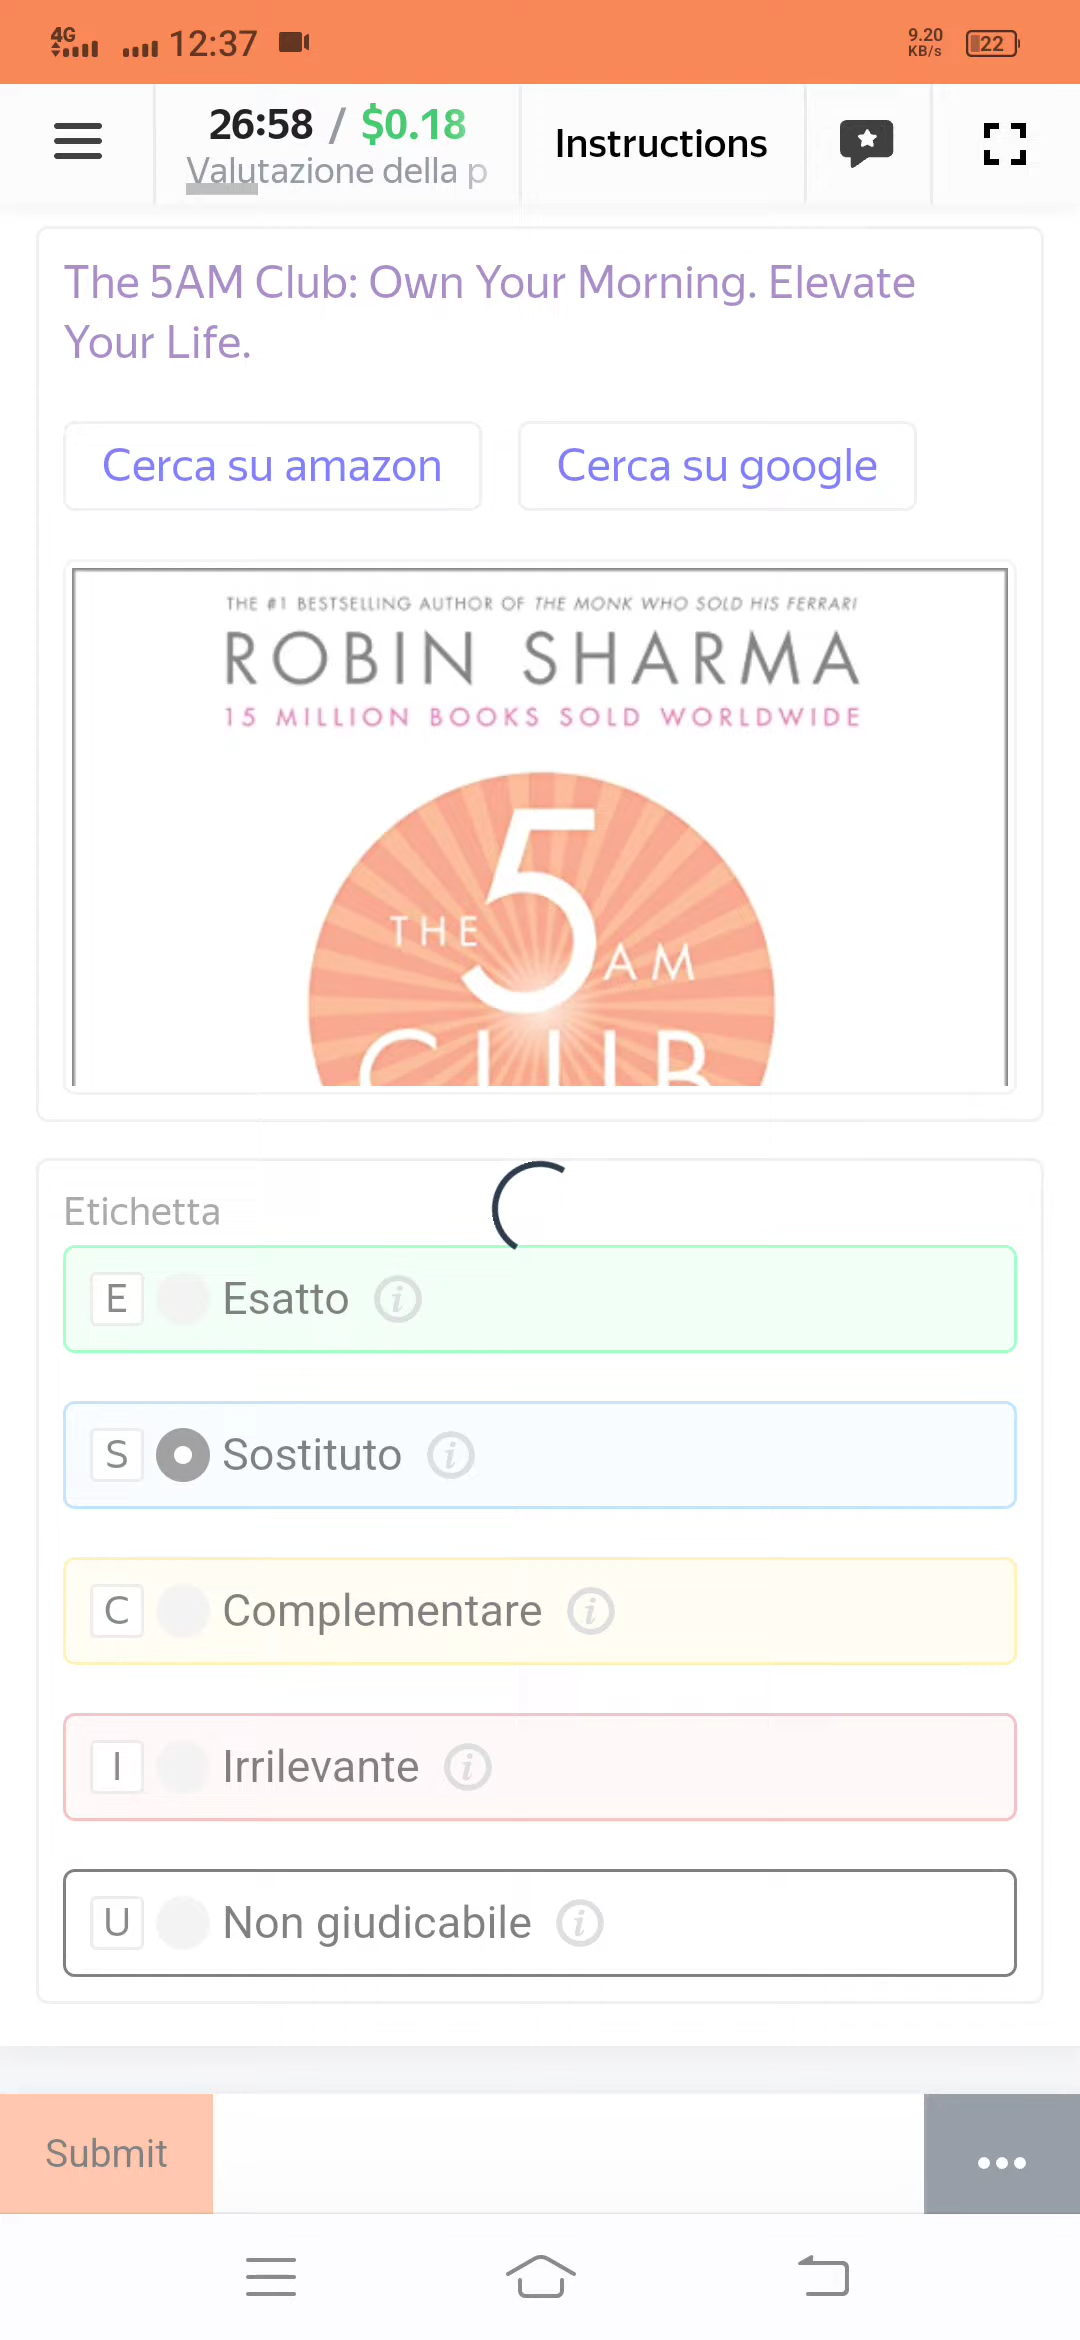 4G 12:37 9.20 KB/s 22
26:58 / $0.18
Valutazione della p
Instructions
The 5AM Club: Own Your Morning. Elevate
Your Life.
Cerca su amazon
Cerca su google
THE #1 BESTSELLING AUTHOR OF THE MONK WHO SOLD HIS FERRARI
ROBIN SHARMA
15 MILLION BOOKS SOLD WORLDWIDE
THE 5 AM
CLUB
Etichetta
E Esatto i
S Sostituto i
C Complementare i
I Irrilevante i
U Non giudicabile i
Submit